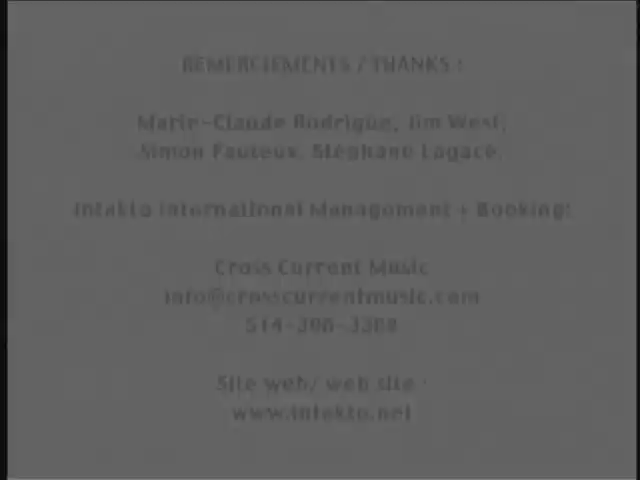 REMERCIEMENTS / THANKS :
Marie-Claude Rodrigue, Jim West,
Simon Fauteux, Stéphane Lagacé.
Intakto International Management + Booking:
Cross Current Music
info@crosscurrentmusic.com
Site web/ web site :
www.intakto.net